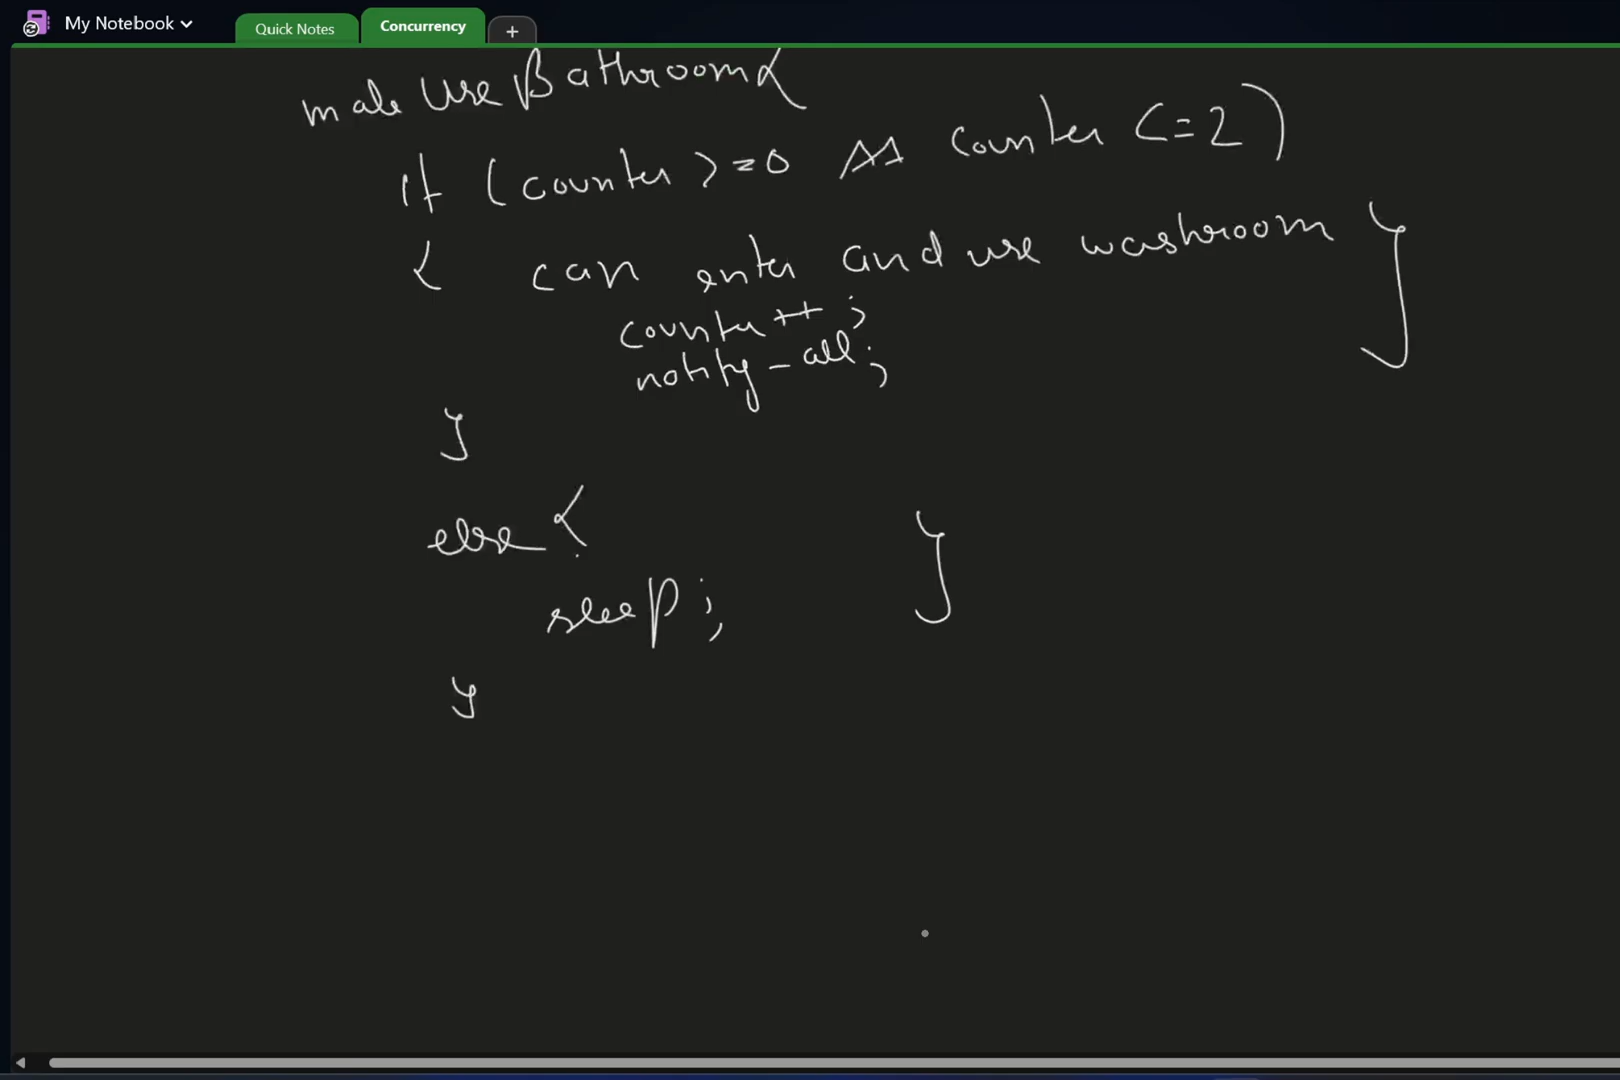 My Notebook
Quick Notes
Concurrency
+
male Use Bathroom {
if (counter >= 0 && counter <= 2)
{ can enter and use washroom }
counter++;
notify-all;
}
else { }
sleep;
}